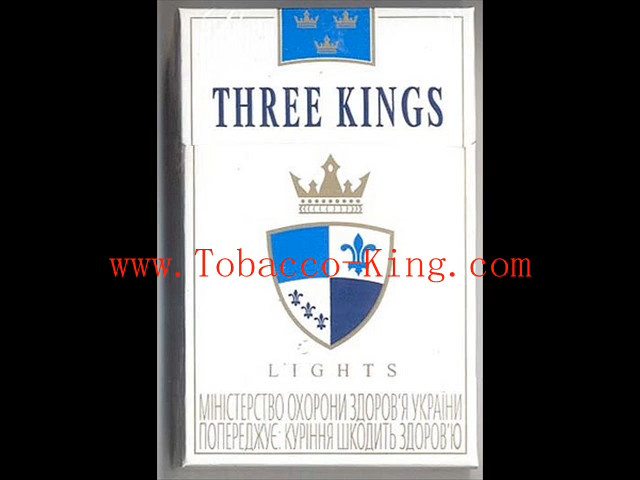 THREE KINGS
www.Tobacco-King.com
LIGHTS
МІНІСТЕРСТВО ОХОРОНИ ЗДОРОВ'Я УКРАЇНИ
ПОПЕРЕДЖУЄ: КУРІННЯ ШКОДИТЬ ЗДОРОВ'Ю